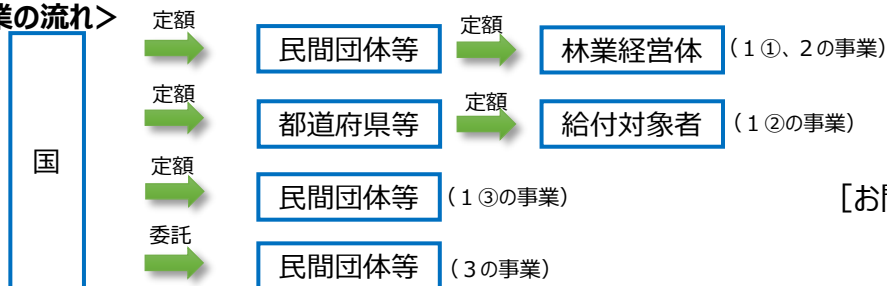 業の流れ>
定額
定額
民間団体等
林業経営体
(1①、2の事業)
定額
定額
都道府県等
給付対象者
(1②の事業)
国
定額
民間団体等
(1③の事業)
[お
委託
民間団体等
(3の事業)